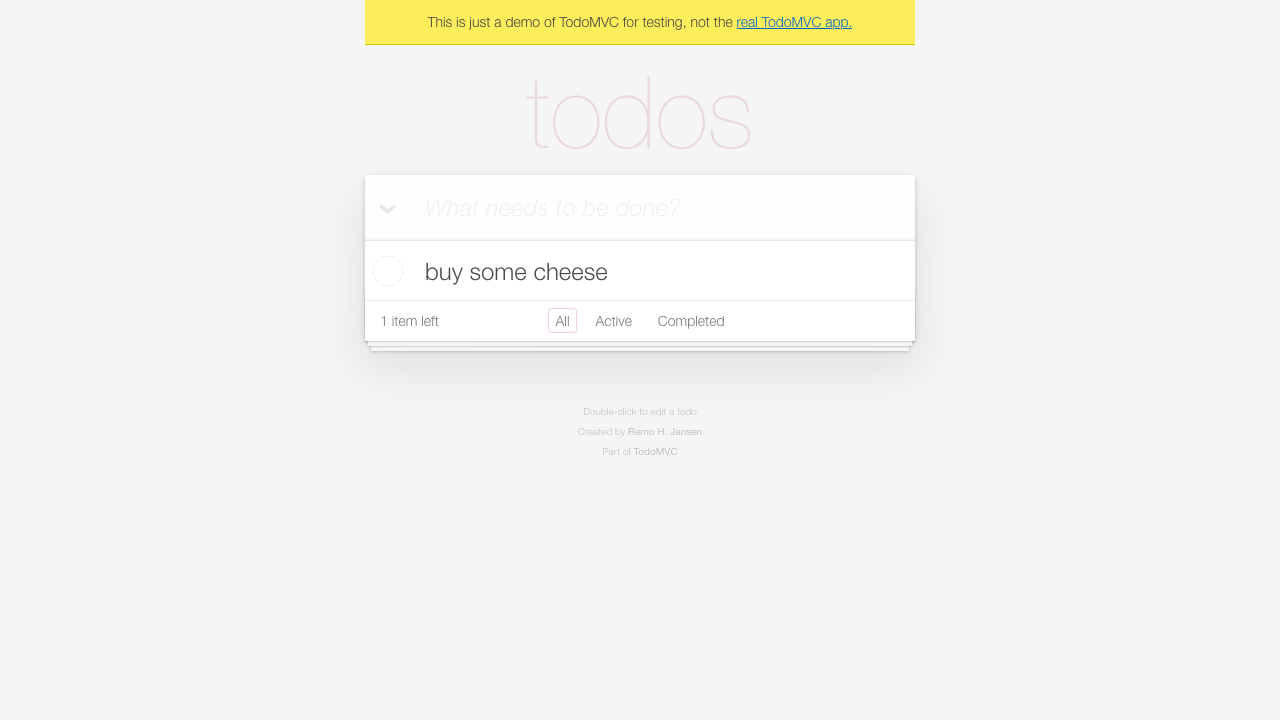 This is just a demo of TodoMVC for testing, not the real TodoMVC app.
todos
What needs to be done?
buy some cheese
1 item left All Active Completed
Double-click to edit a todo
Created by Remo H. Jansen
Part of TodoMVC